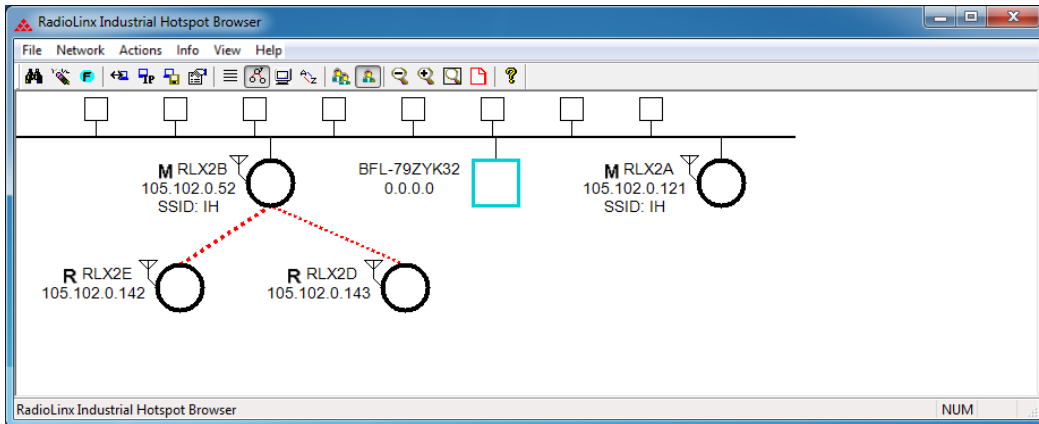 RadioLinx Industrial Hotspot Browser
File Network Actions Info View Help
F IP A Z ?
M RLX2B
105.102.0.52
SSID: IH
BFL-79ZYK32
0.0.0.0
M RLX2A
105.102.0.121
SSID: IH
R RLX2E
105.102.0.142
R RLX2D
105.102.0.143
RadioLinx Industrial Hotspot Browser NUM